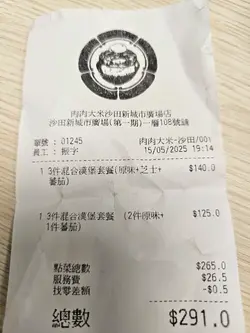 肉肉大米沙田新城市廣場店
沙田新城市廣場(第一期)一層108號舖
單號 : 01245 肉肉大米-沙田/001
員工 : 振宇 15/05/2025 19:14
1 3件混合漢堡套餐(原味+芝士+ $140.0
蕃茄)
1 3件混合漢堡套餐 (2件原味+ $125.0
1件蕃茄)
點菜總數 $265.0
服務費 $26.5
找零差額 -$0.5
總數 $291.0